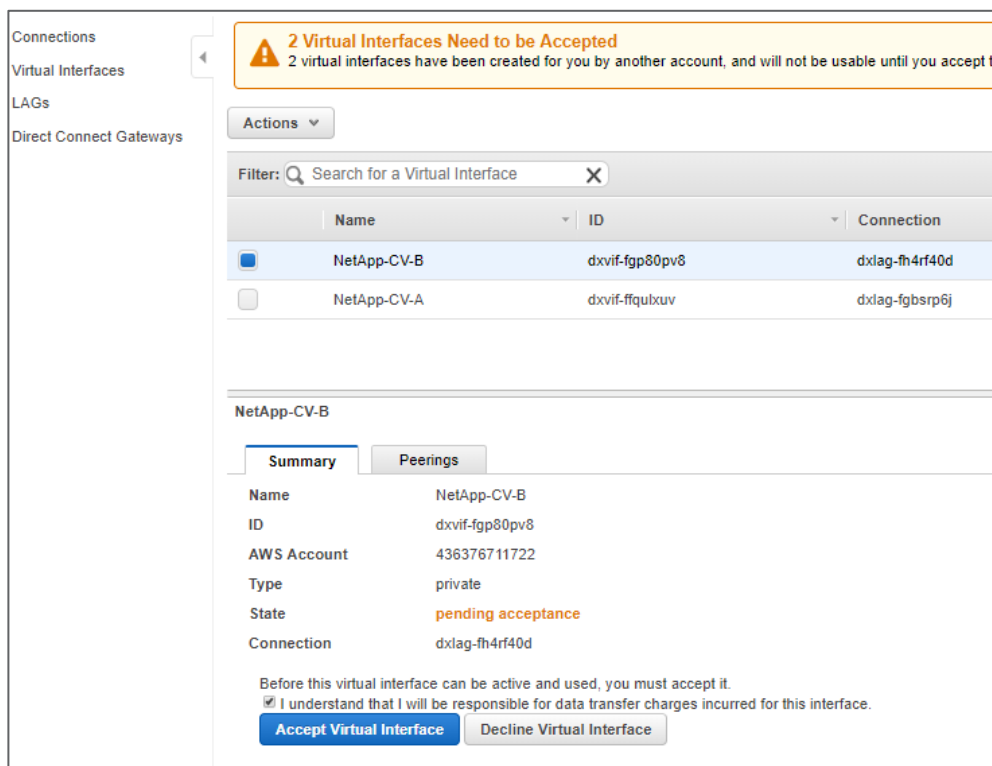 Connections
Virtual Interfaces
LAGs
Direct Connect Gateways
2 Virtual Interfaces Need to be Accepted
2 virtual interfaces have been created for you by another account, and will not be usable until you accept
Actions
Filter: Search for a Virtual Interface
Name ID Connection
NetApp-CV-B dxvif-fgp80pv8 dxlag-fh4rf40d
NetApp-CV-A dxvif-ffqulxuv dxlag-fgbsrp6j
NetApp-CV-B
Summary Peerings
Name NetApp-CV-B
ID dxvif-fgp80pv8
AWS Account 436376711722
Type private
State pending acceptance
Connection dxlag-fh4rf40d
Before this virtual interface can be active and used, you must accept it.
I understand that I will be responsible for data transfer charges incurred for this interface.
Accept Virtual Interface Decline Virtual Interface